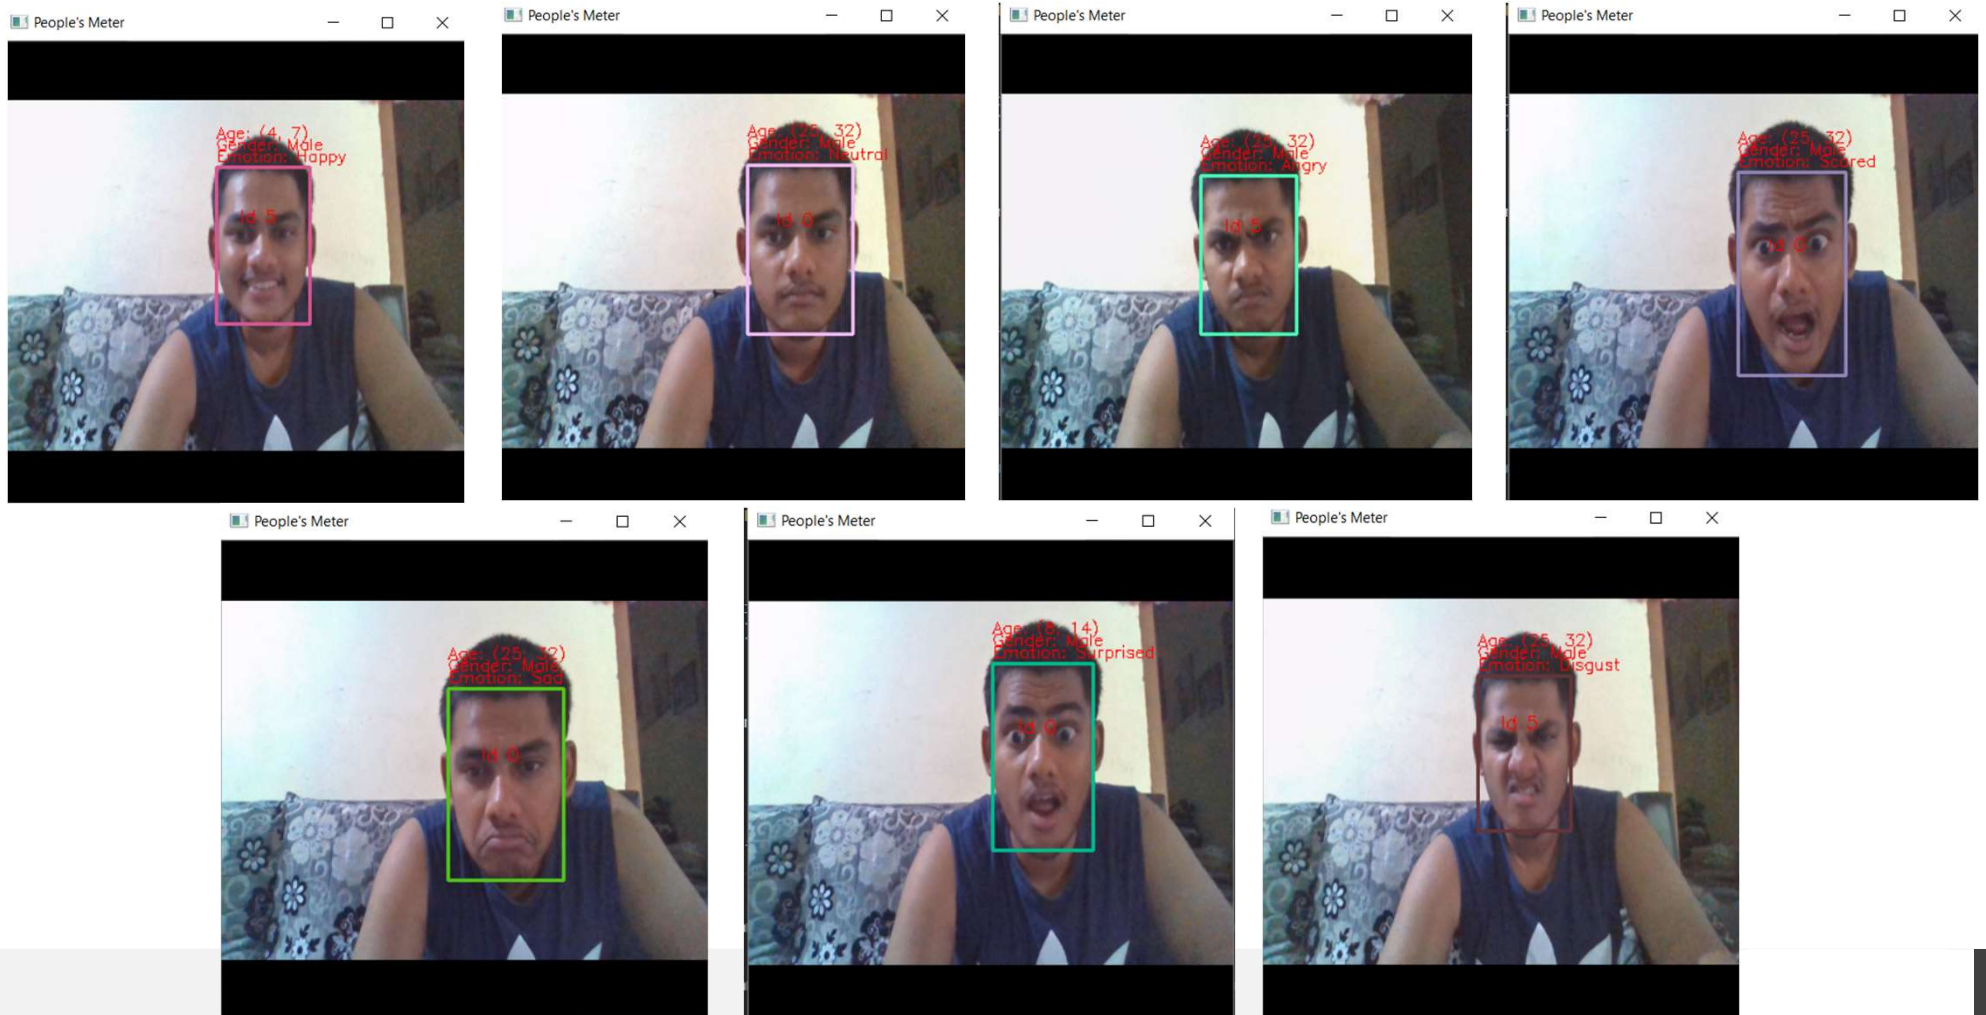 People's Meter
Age: (4, 7)
Gender: Male
Emotion: Happy
Id 5
People's Meter
Age: (25, 32)
Gender: Male
Emotion: Neutral
Id 0
People's Meter
Age: (25, 32)
Gender: Male
Emotion: Angry
Id 5
People's Meter
Age: (25, 32)
Gender: Male
Emotion: Scared
Id 0
People's Meter
Age: (25, 32)
Gender: Male
Emotion: Sad
Id 0
People's Meter
Age: (8, 14)
Gender: Male
Emotion: Surprised
Id 0
People's Meter
Age: (25, 32)
Gender: Male
Emotion: Disgust
Id 5